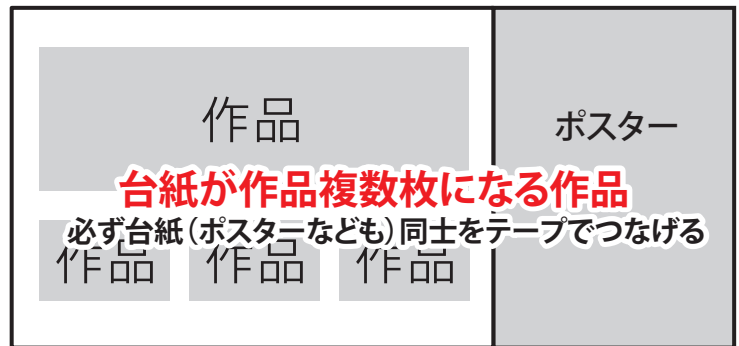 作品
ポスター
台紙が作品複数枚になる作品
必ず台紙（ポスターなども）同士をテープでつなげる
作品 作品 作品